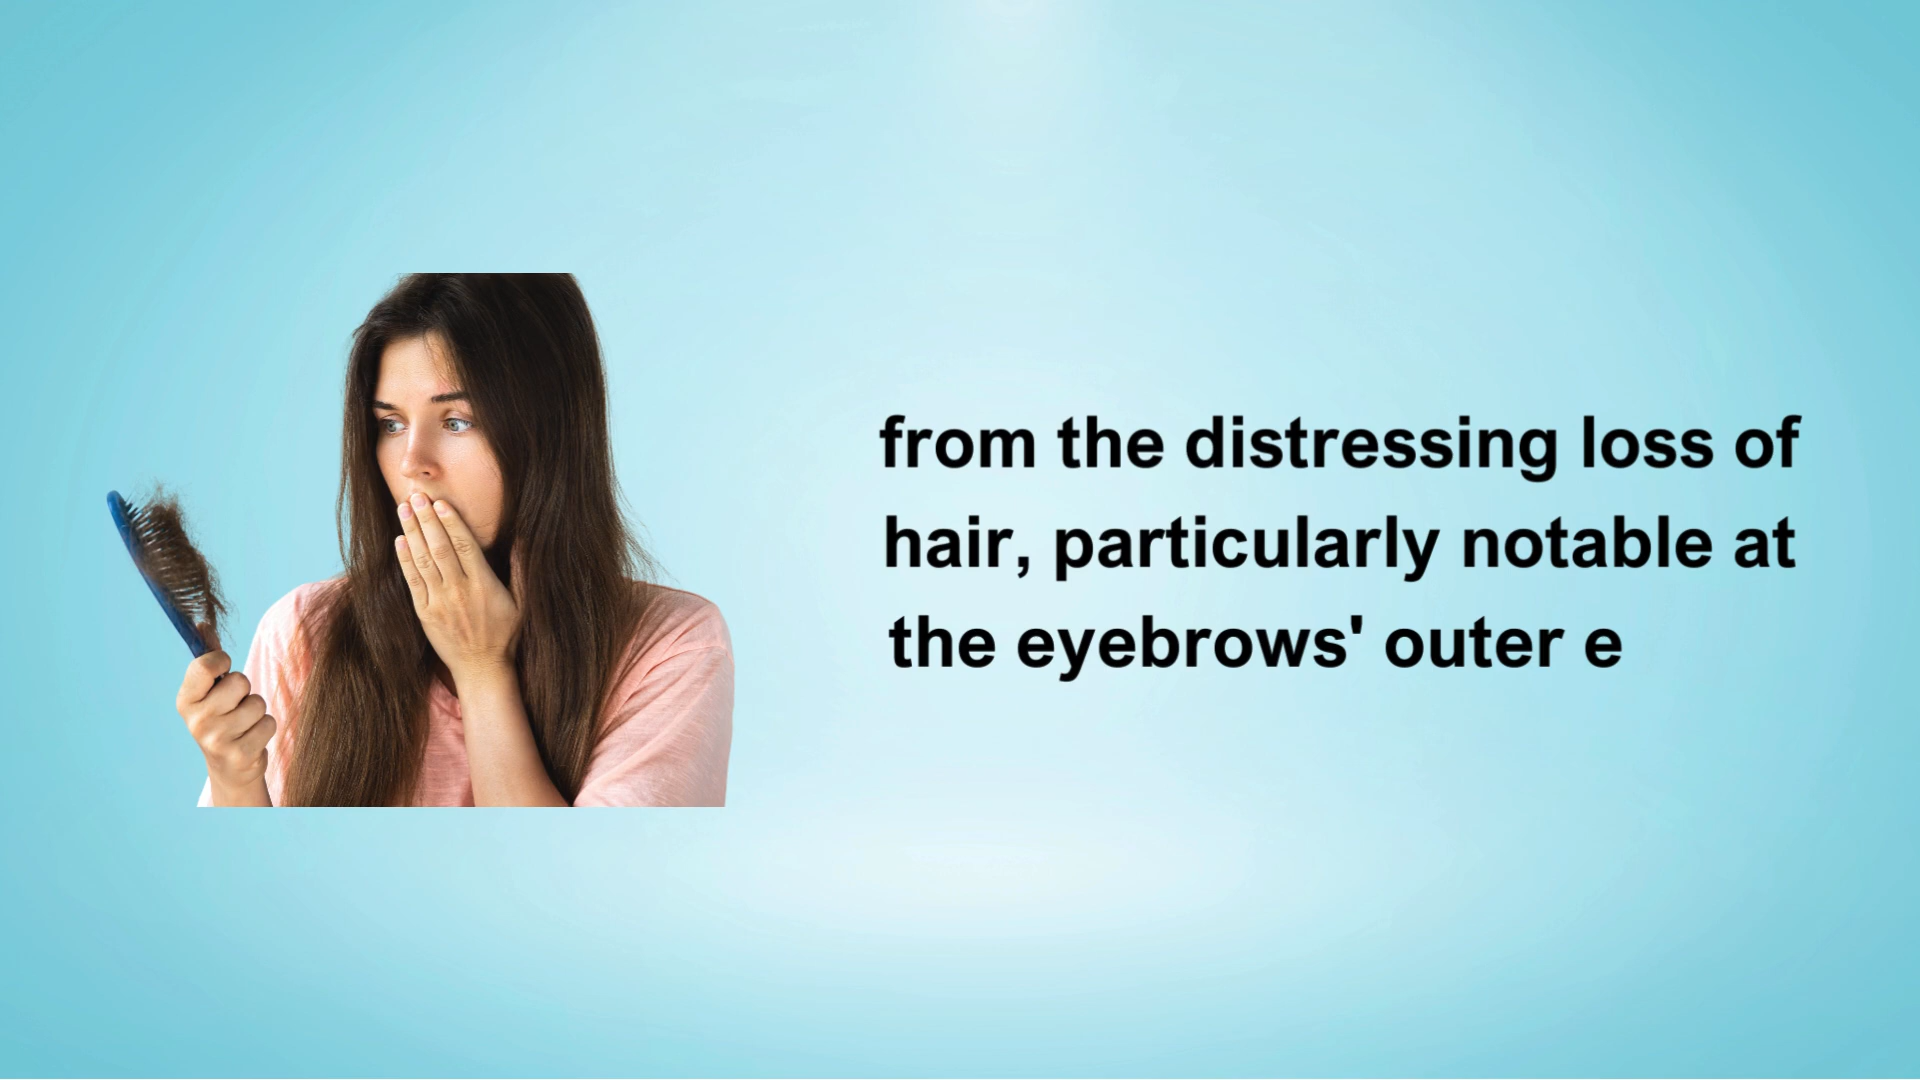 from the distressing loss of
hair, particularly notable at
the eyebrows' outer e